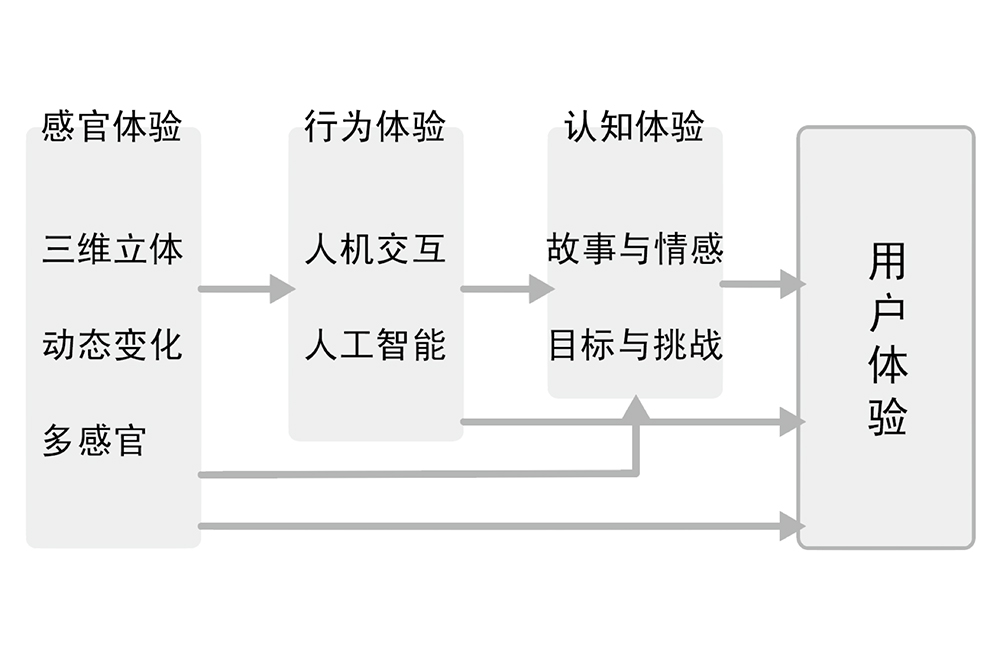 感官体验
三维立体
动态变化
多感官
行为体验
人机交互
人工智能
认知体验
故事与情感
目标与挑战
用户体验